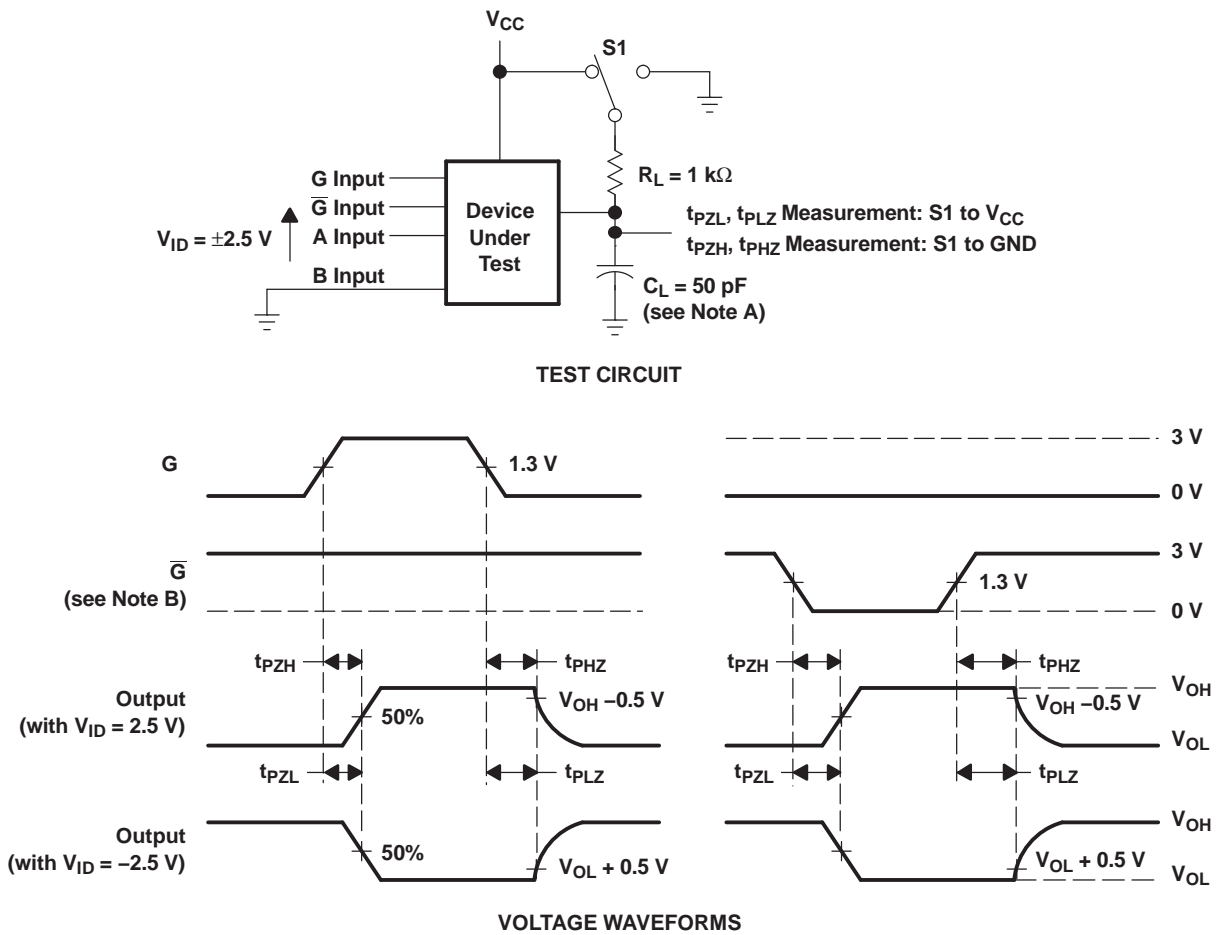 VCC
S1
RL = 1 kΩ
G Input
G̅ Input
A Input
B Input
VID = ±2.5 V
Device
Under
Test
tPZL, tPLZ Measurement: S1 to VCC
tPZH, tPHZ Measurement: S1 to GND
CL = 50 pF
(see Note A)
TEST CIRCUIT
G
1.3 V
3 V
0 V
G̅
(see Note B)
1.3 V
3 V
0 V
tPZH
tPHZ
tPZH
tPHZ
Output
(with VID = 2.5 V)
50%
VOH −0.5 V
VOH −0.5 V
VOH
VOL
tPZL
tPLZ
tPZL
tPLZ
Output
(with VID = −2.5 V)
50%
VOL + 0.5 V
VOL + 0.5 V
VOH
VOL
VOLTAGE WAVEFORMS